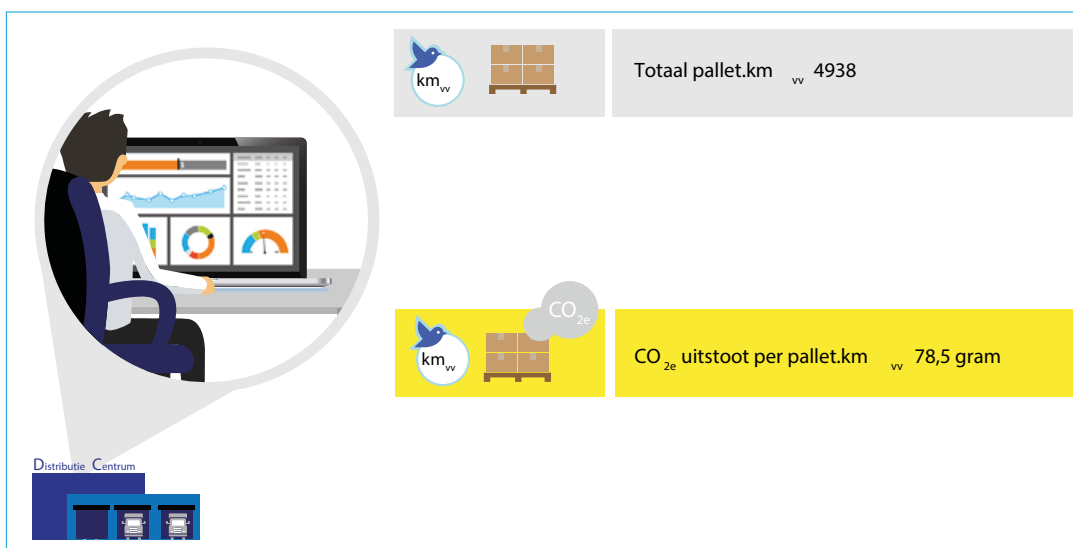 km vv
Totaal pallet.km vv 4938
CO 2e
km vv
CO 2e uitstoot per pallet.km vv 78,5 gram
Distributie Centrum